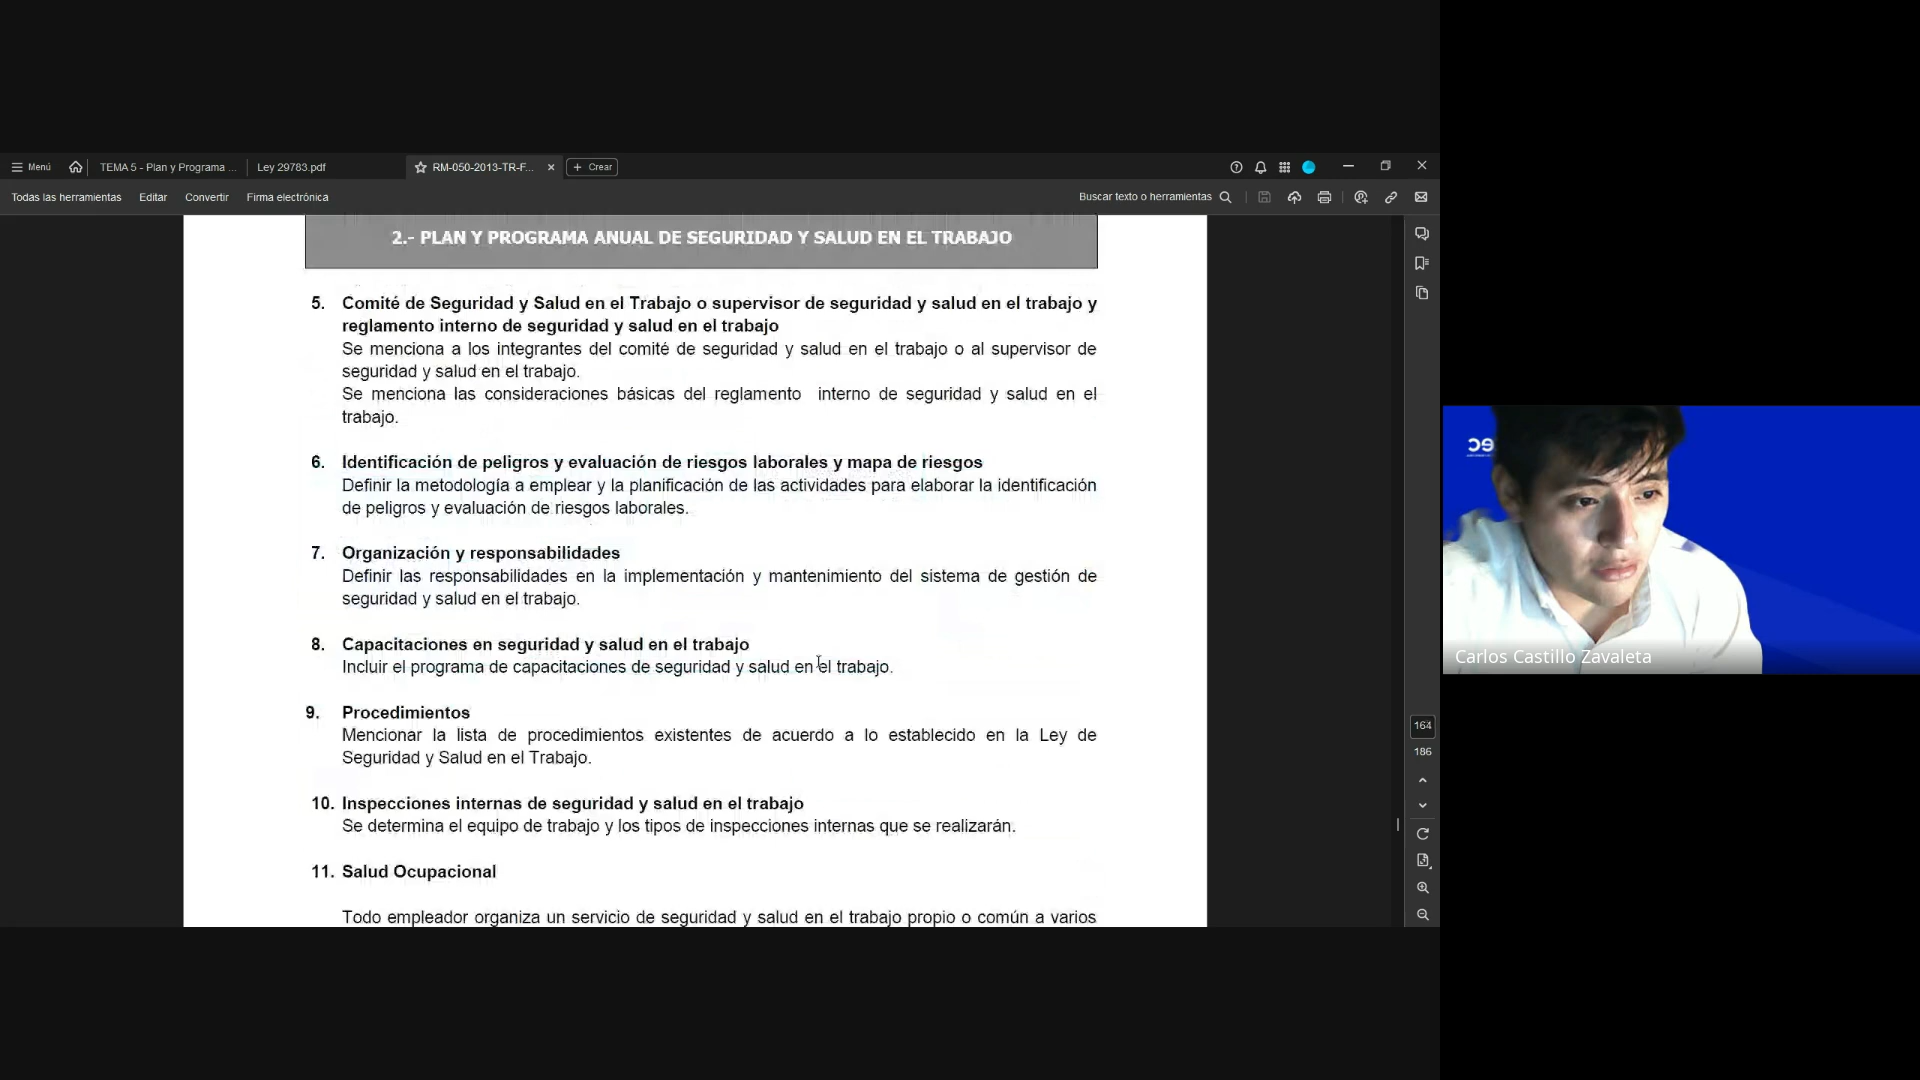 Menú
TEMA 5 - Plan y Programa ...
Ley 29783.pdf
RM-050-2013-TR-F...
Crear
Todas las herramientas
Editar
Convertir
Firma electrónica
Buscar texto o herramientas
2.- PLAN Y PROGRAMA ANUAL DE SEGURIDAD Y SALUD EN EL TRABAJO
5. Comité de Seguridad y Salud en el Trabajo o supervisor de seguridad y salud en el trabajo y
reglamento interno de seguridad y salud en el trabajo
Se menciona a los integrantes del comité de seguridad y salud en el trabajo o al supervisor de
seguridad y salud en el trabajo.
Se menciona las consideraciones básicas del reglamento interno de seguridad y salud en el
trabajo.
6. Identificación de peligros y evaluación de riesgos laborales y mapa de riesgos
Definir la metodología a emplear y la planificación de las actividades para elaborar la identificación
de peligros y evaluación de riesgos laborales.
7. Organización y responsabilidades
Definir las responsabilidades en la implementación y mantenimiento del sistema de gestión de
seguridad y salud en el trabajo.
8. Capacitaciones en seguridad y salud en el trabajo
Incluir el programa de capacitaciones de seguridad y salud en el trabajo.
9. Procedimientos
Mencionar la lista de procedimientos existentes de acuerdo a lo establecido en la Ley de
Seguridad y Salud en el Trabajo.
10. Inspecciones internas de seguridad y salud en el trabajo
Se determina el equipo de trabajo y los tipos de inspecciones internas que se realizarán.
11. Salud Ocupacional
Todo empleador organiza un servicio de seguridad y salud en el trabajo propio o común a varios
164
186
Carlos Castillo Zavaleta